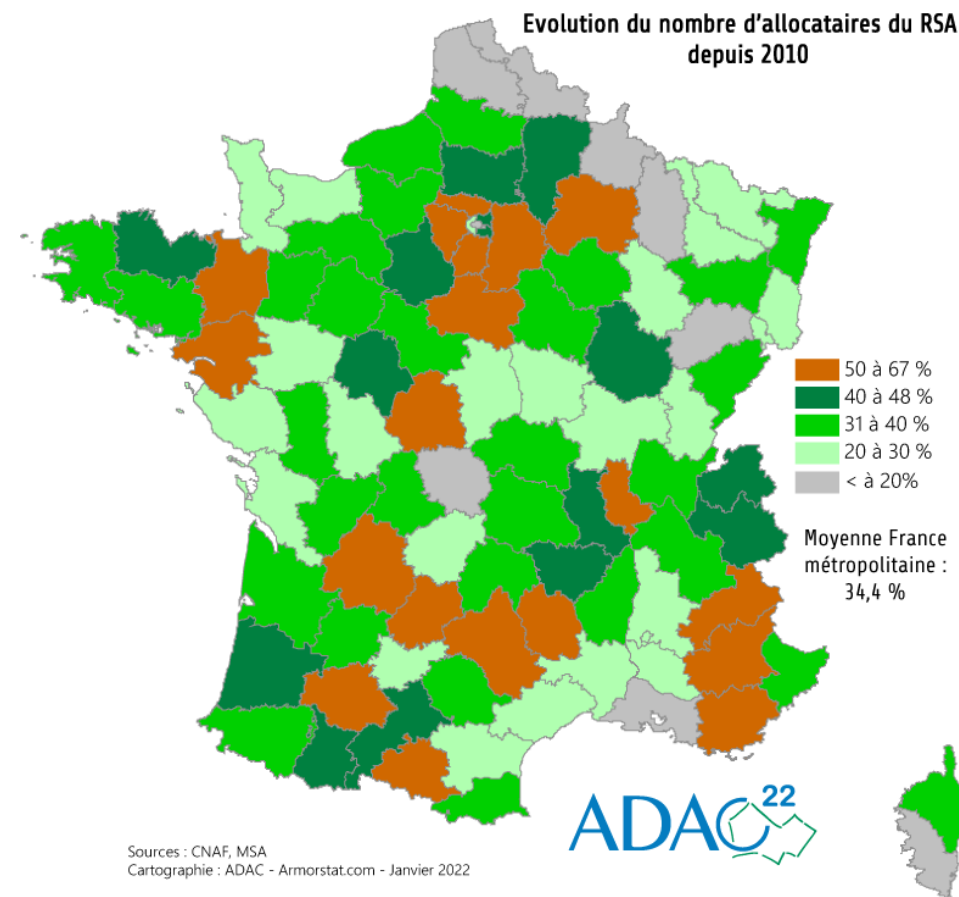 Evolution du nombre d'allocataires du RSA
depuis 2010
50 à 67 %
40 à 48 %
31 à 40 %
20 à 30 %
< à 20%
Moyenne France
métropolitaine :
34,4 %
ADAC 22
Sources : CNAF, MSA
Cartographie : ADAC - Armorstat.com - Janvier 2022